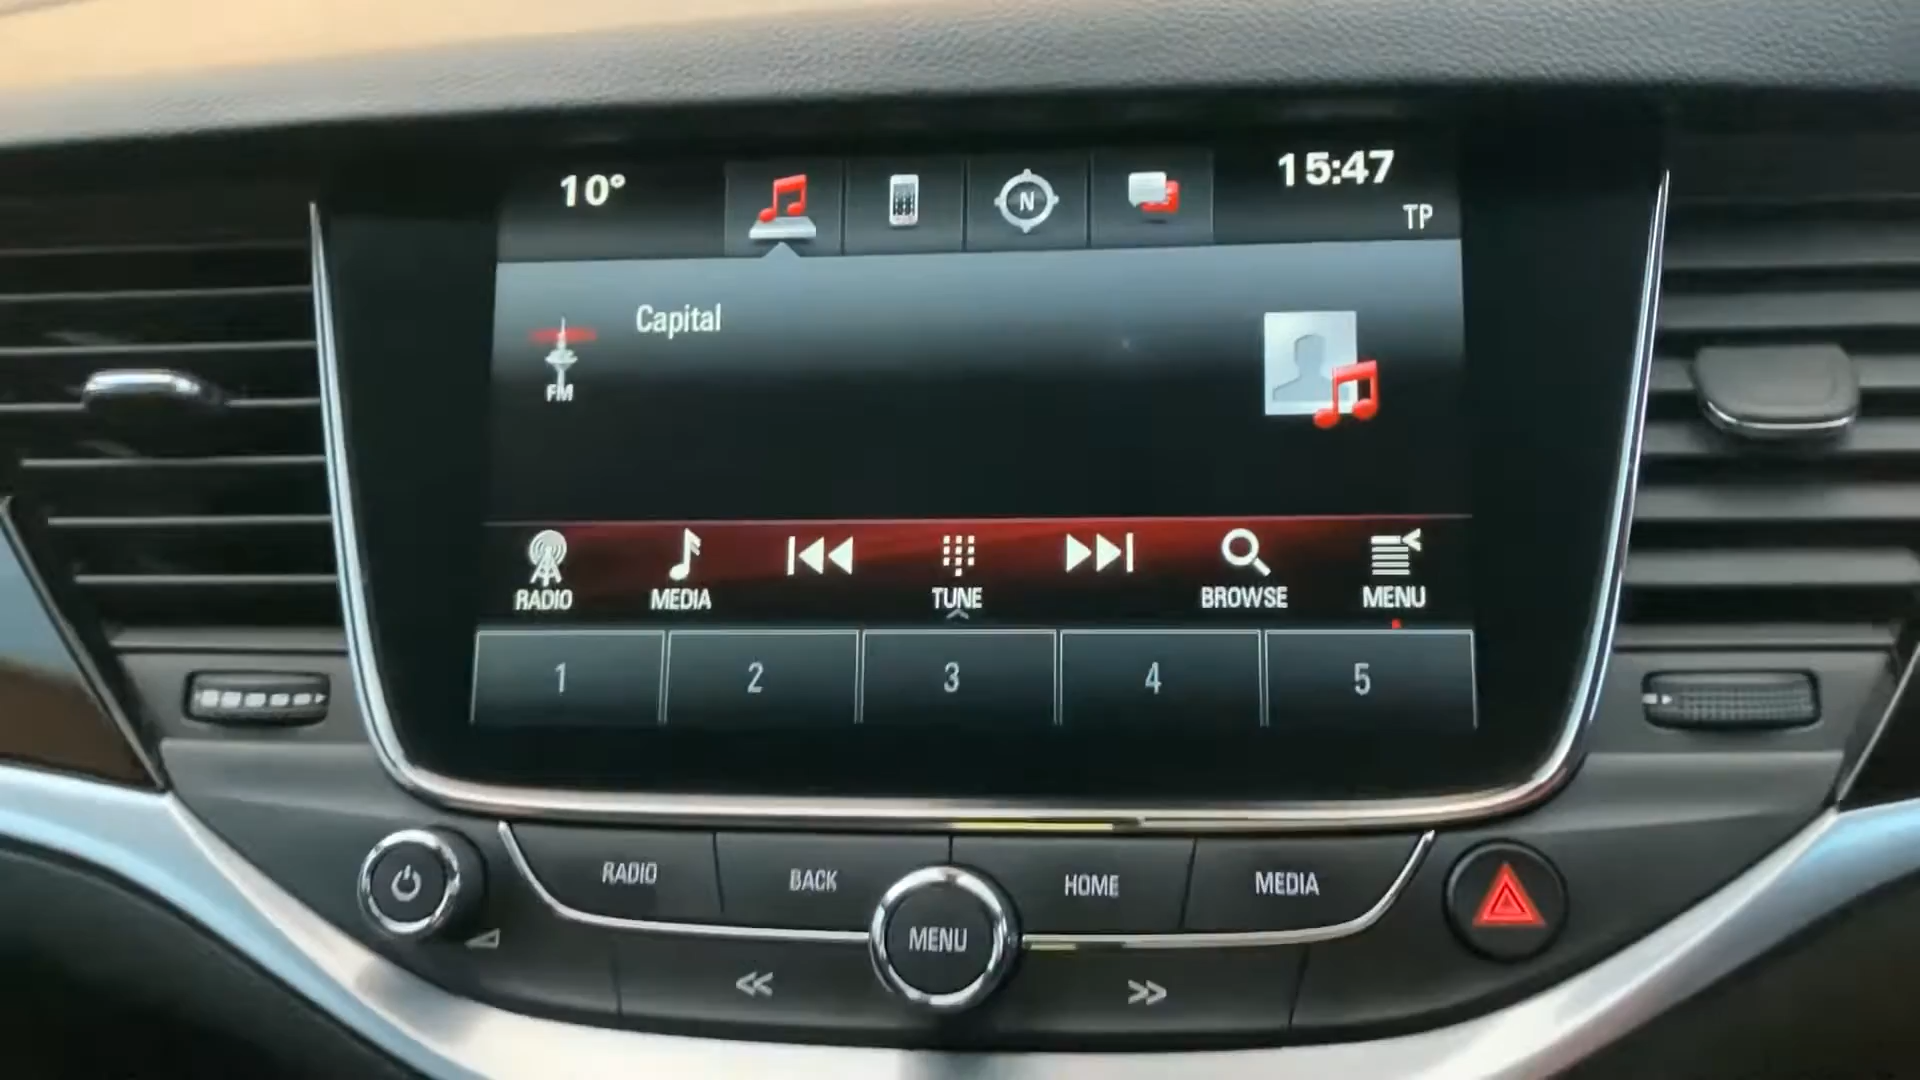 10°
15:47
TP
N
Capital
FM
RADIO
MEDIA
TUNE
BROWSE
MENU
1
2
3
4
5
RADIO
BACK
HOME
MEDIA
MENU